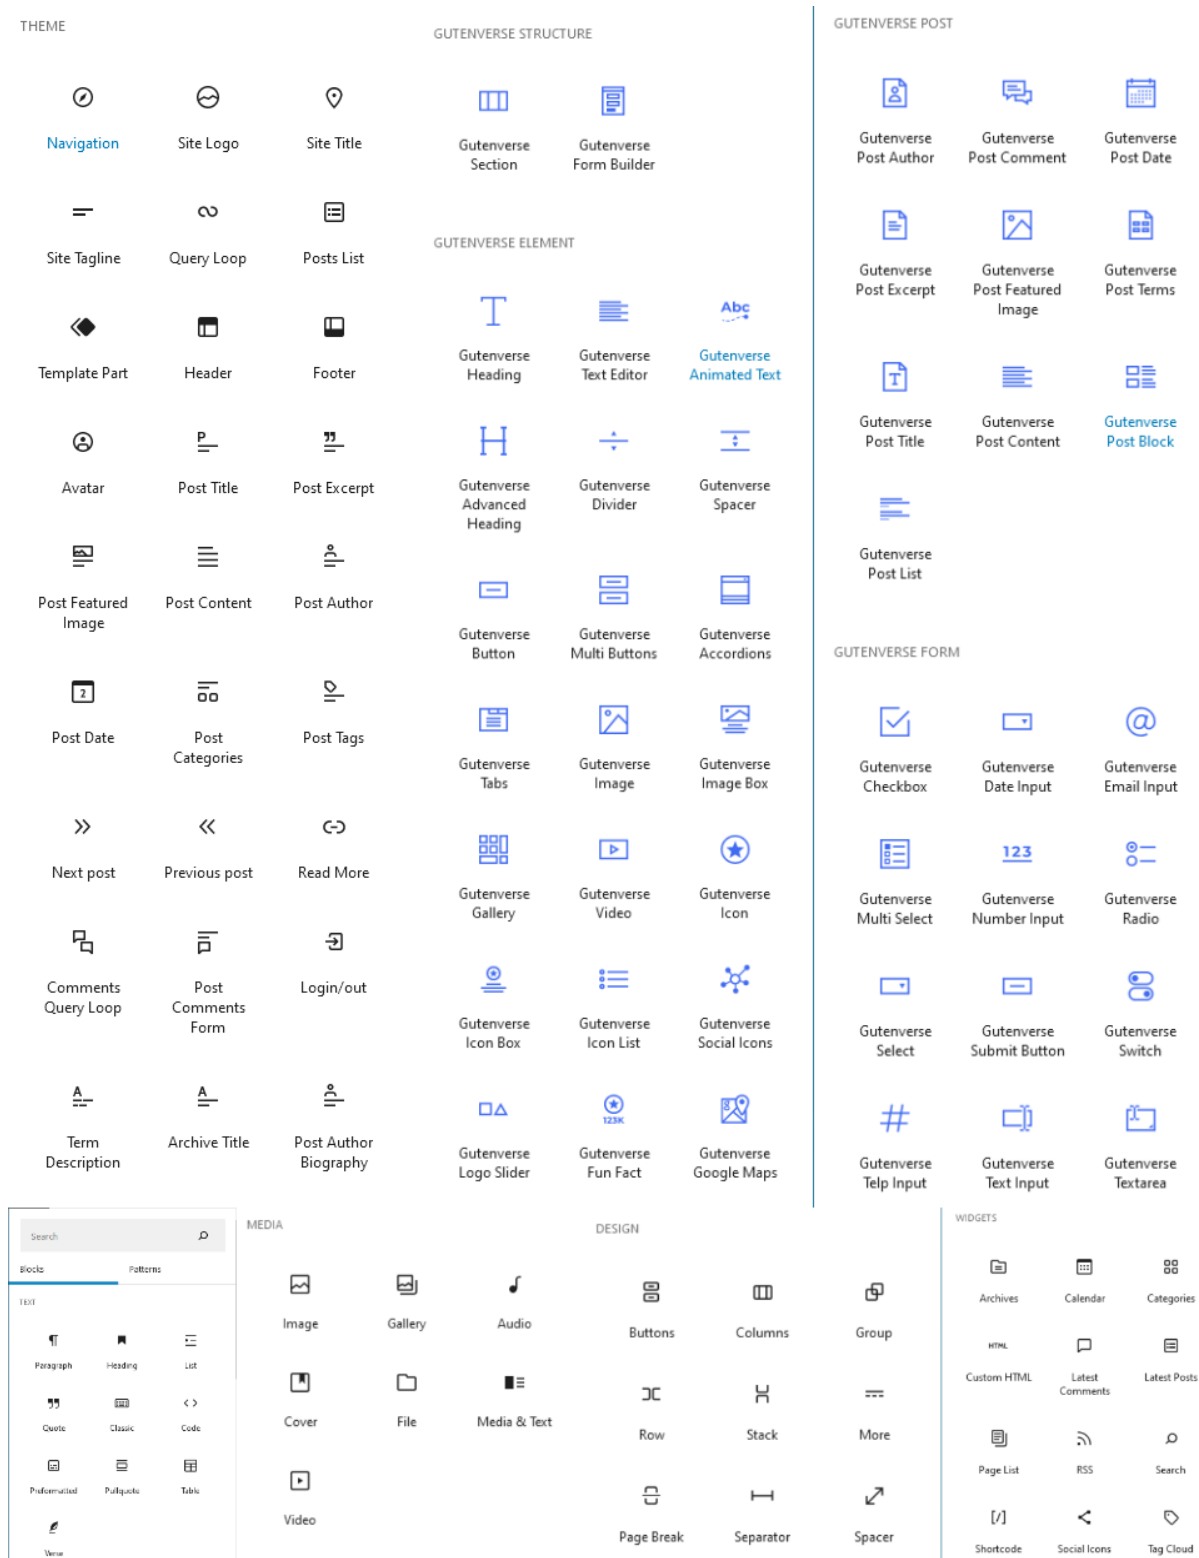 THEME
Navigation
Site Logo
Site Title
Site Tagline
Query Loop
Posts List
Template Part
Header
Footer
Avatar
P
Post Title
Post Excerpt
Post Featured
Image
Post Content
Post Author
2
Post Date
Post
Categories
Post Tags
Next post
Previous post
Read More
Comments
Query Loop
Post
Comments
Form
Login/out
A
Term
Description
A
Archive Title
Post Author
Biography
GUTENVERSE STRUCTURE
Gutenverse
Section
Gutenverse
Form Builder
GUTENVERSE ELEMENT
T
Gutenverse
Heading
Gutenverse
Text Editor
Abc
Gutenverse
Animated Text
H
Gutenverse
Advanced
Heading
Gutenverse
Divider
Gutenverse
Spacer
Gutenverse
Button
Gutenverse
Multi Buttons
Gutenverse
Accordions
Gutenverse
Tabs
Gutenverse
Image
Gutenverse
Image Box
Gutenverse
Gallery
Gutenverse
Video
Gutenverse
Icon
Gutenverse
Icon Box
Gutenverse
Icon List
Gutenverse
Social Icons
Gutenverse
Logo Slider
123K
Gutenverse
Fun Fact
Gutenverse
Google Maps
GUTENVERSE POST
Gutenverse
Post Author
Gutenverse
Post Comment
Gutenverse
Post Date
Gutenverse
Post Excerpt
Gutenverse
Post Featured
Image
Gutenverse
Post Terms
T
Gutenverse
Post Title
Gutenverse
Post Content
Gutenverse
Post Block
Gutenverse
Post List
GUTENVERSE FORM
Gutenverse
Checkbox
Gutenverse
Date Input
@
Gutenverse
Email Input
Gutenverse
Multi Select
123
Gutenverse
Number Input
Gutenverse
Radio
Gutenverse
Select
Gutenverse
Submit Button
Gutenverse
Switch
#
Gutenverse
Telp Input
Gutenverse
Text Input
Gutenverse
Textarea
Search
Blocks
Patterns
TEXT
¶
Paragraph
Heading
List
Quote
Classic
< >
Code
Preformatted
Pullquote
Table
Verse
MEDIA
Image
Gallery
Audio
Cover
File
Media & Text
Video
DESIGN
Buttons
Columns
Group
Row
Stack
More
Page Break
Separator
Spacer
WIDGETS
Archives
Calendar
Categories
HTML
Custom HTML
Latest
Comments
Latest Posts
Page List
RSS
Search
[/]
Shortcode
Social Icons
Tag Cloud